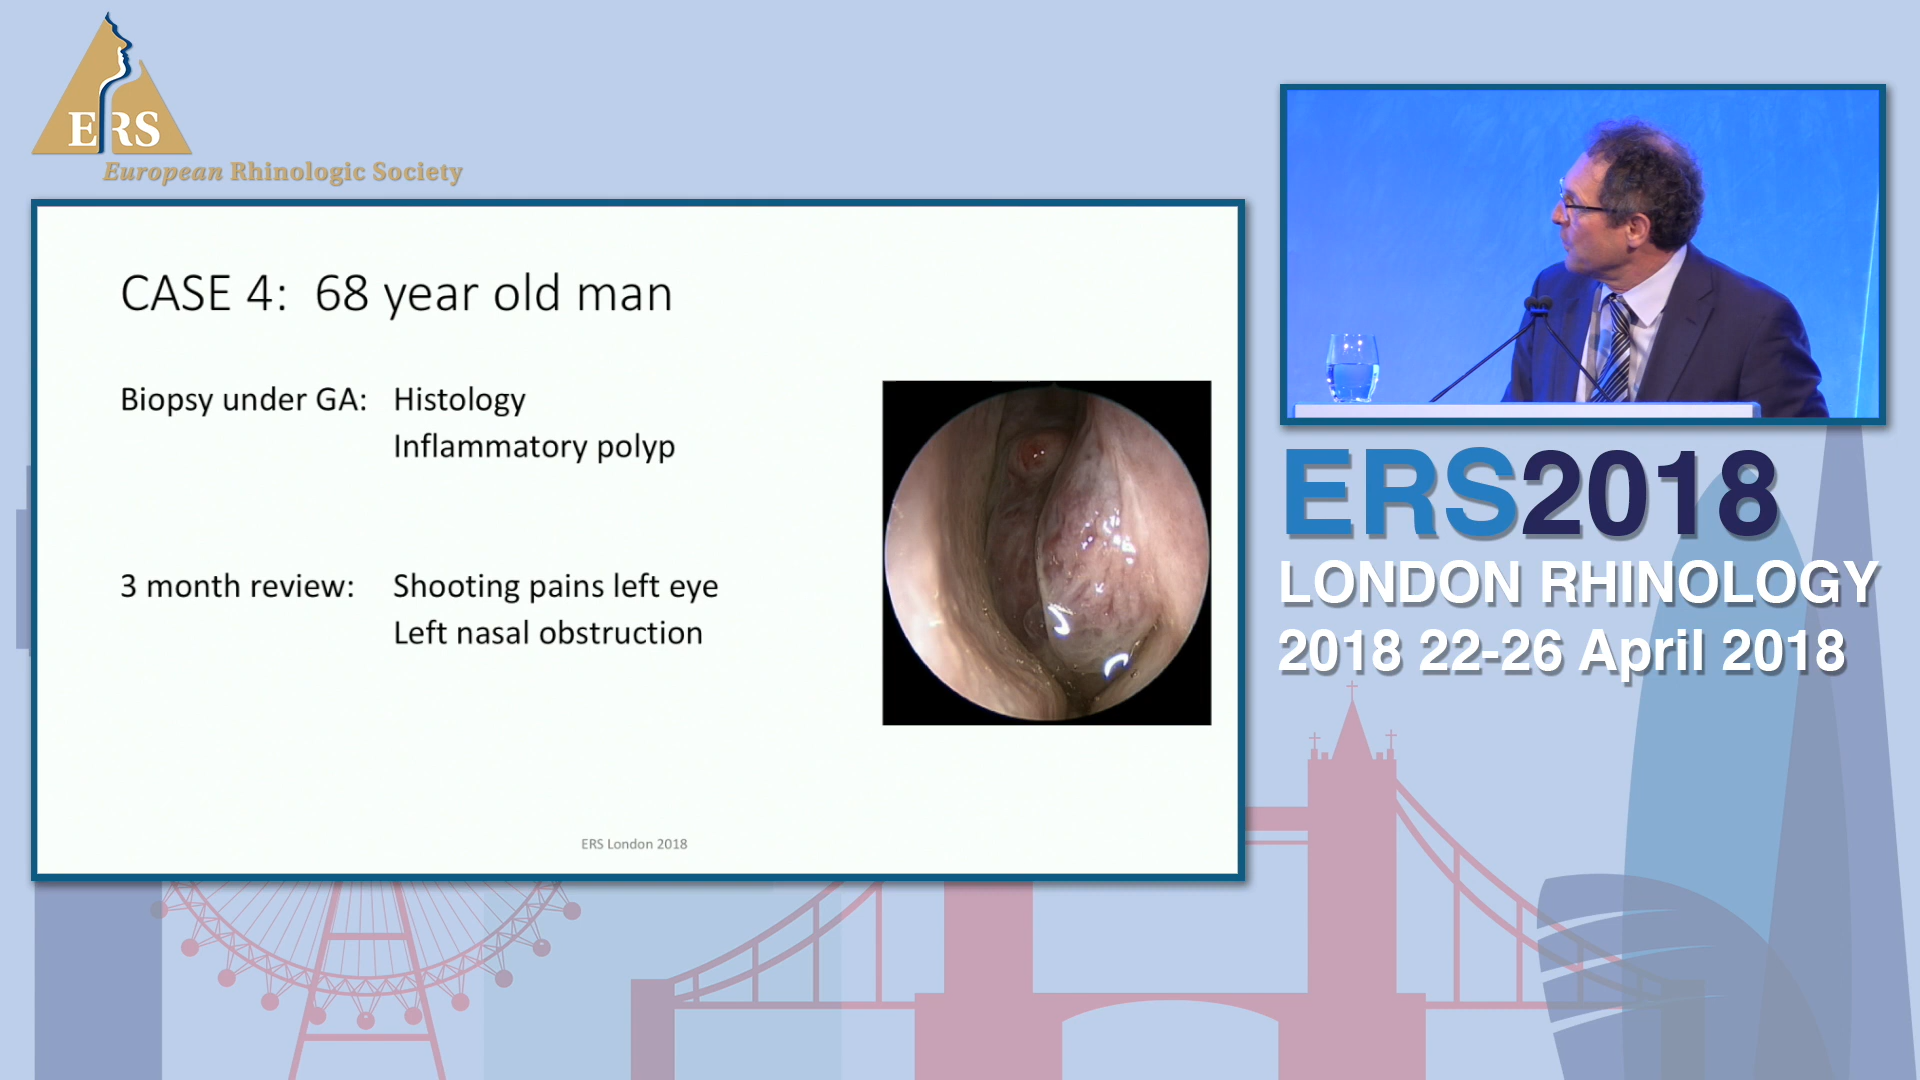 ERS
European Rhinologic Society
CASE 4: 68 year old man
Biopsy under GA: Histology
Inflammatory polyp
3 month review: Shooting pains left eye
Left nasal obstruction
ERS London 2018
ERS2018
LONDON RHINOLOGY
2018 22-26 April 2018